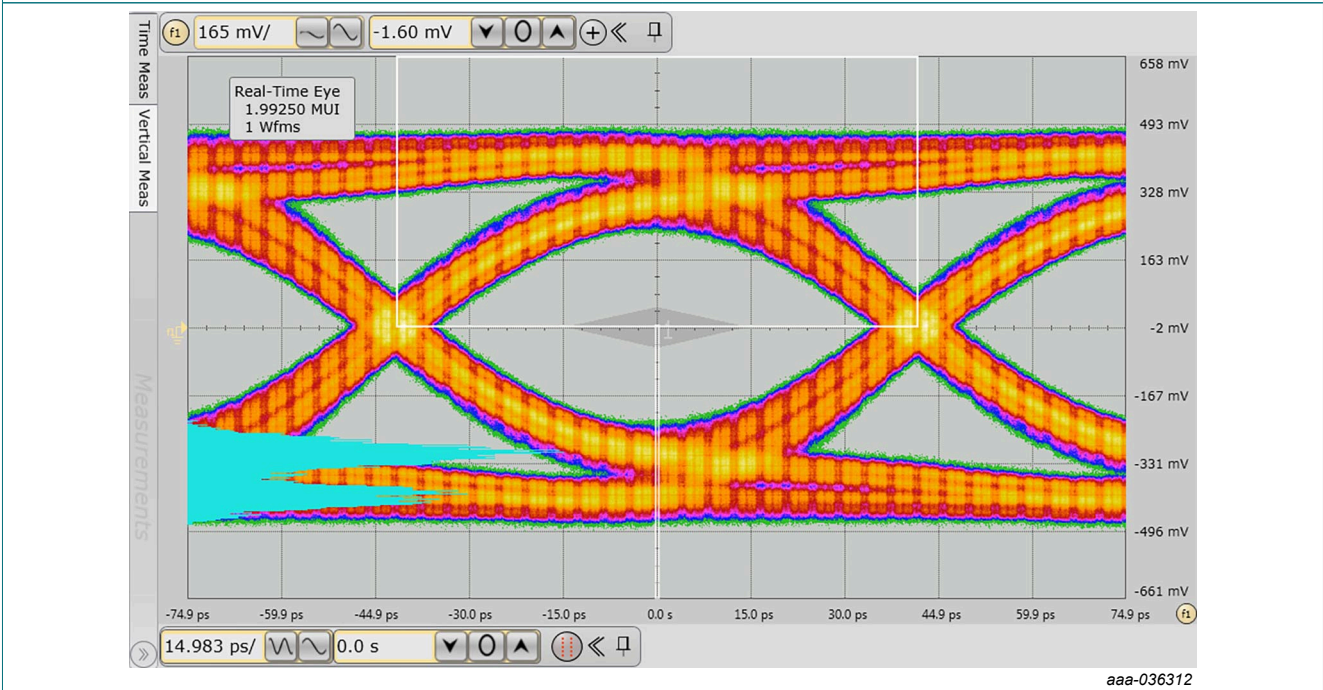 Time Meas
Vertical Meas
Measurements
f1 165 mV/ -1.60 mV 0
Real-Time Eye
1.99250 MUI
1 Wfms
658 mV
493 mV
328 mV
163 mV
-2 mV
-167 mV
-331 mV
-496 mV
-661 mV
1
-74.9 ps -59.9 ps -44.9 ps -30.0 ps -15.0 ps 0.0 s 15.0 ps 30.0 ps 44.9 ps 59.9 ps 74.9 ps f1
14.983 ps/ 0.0 s 0
aaa-036312